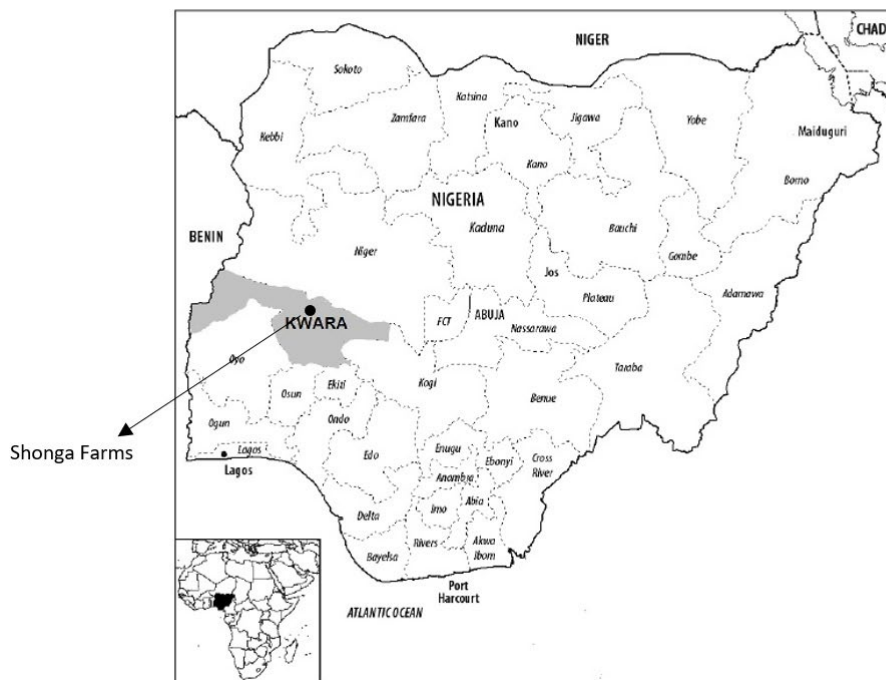 CHAD
NIGER
Sokoto
Katsina
Zamfara
Kano
Jigawa
Yobe
Kebbi
Maiduguri
Kano
Borno
NIGERIA
Kaduna
Bauchi
BENIN
Niger
Gombe
Jos
Adamawa
Plateau
KWARA
FCT
ABUJA
Nassarawa
Oyo
Taraba
Kogi
Ekiti
Osun
Benue
Ogun
Ondo
Shonga Farms
Lagos
Edo
Enugu
Ebonyi
Cross
River
Lagos
Anambra
Abia
Imo
Delta
Rivers
Akwa
Ibom
Bayelsa
Port
Harcourt
ATLANTIC OCEAN